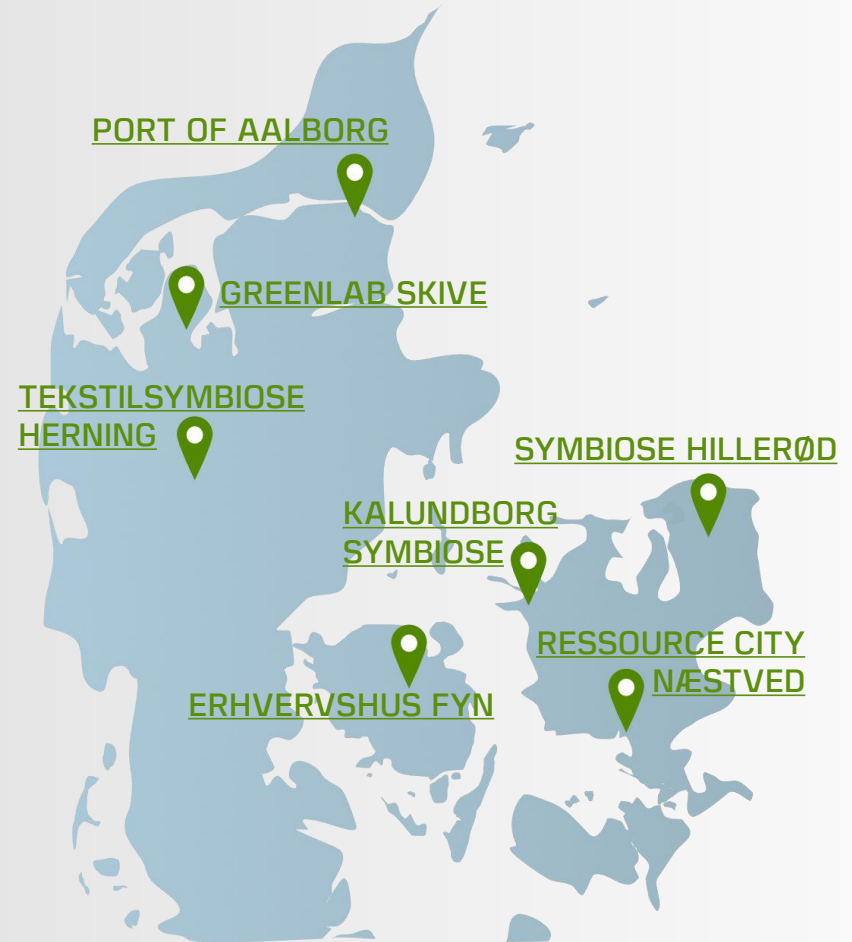 PORT OF AALBORG
GREENLAB SKIVE
TEKSTILSYMBIOSE
HERNING
SYMBIOSE HILLERØD
KALUNDBORG
SYMBIOSE
RESSOURCE CITY
NÆSTVED
ERHVERVSHUS FYN